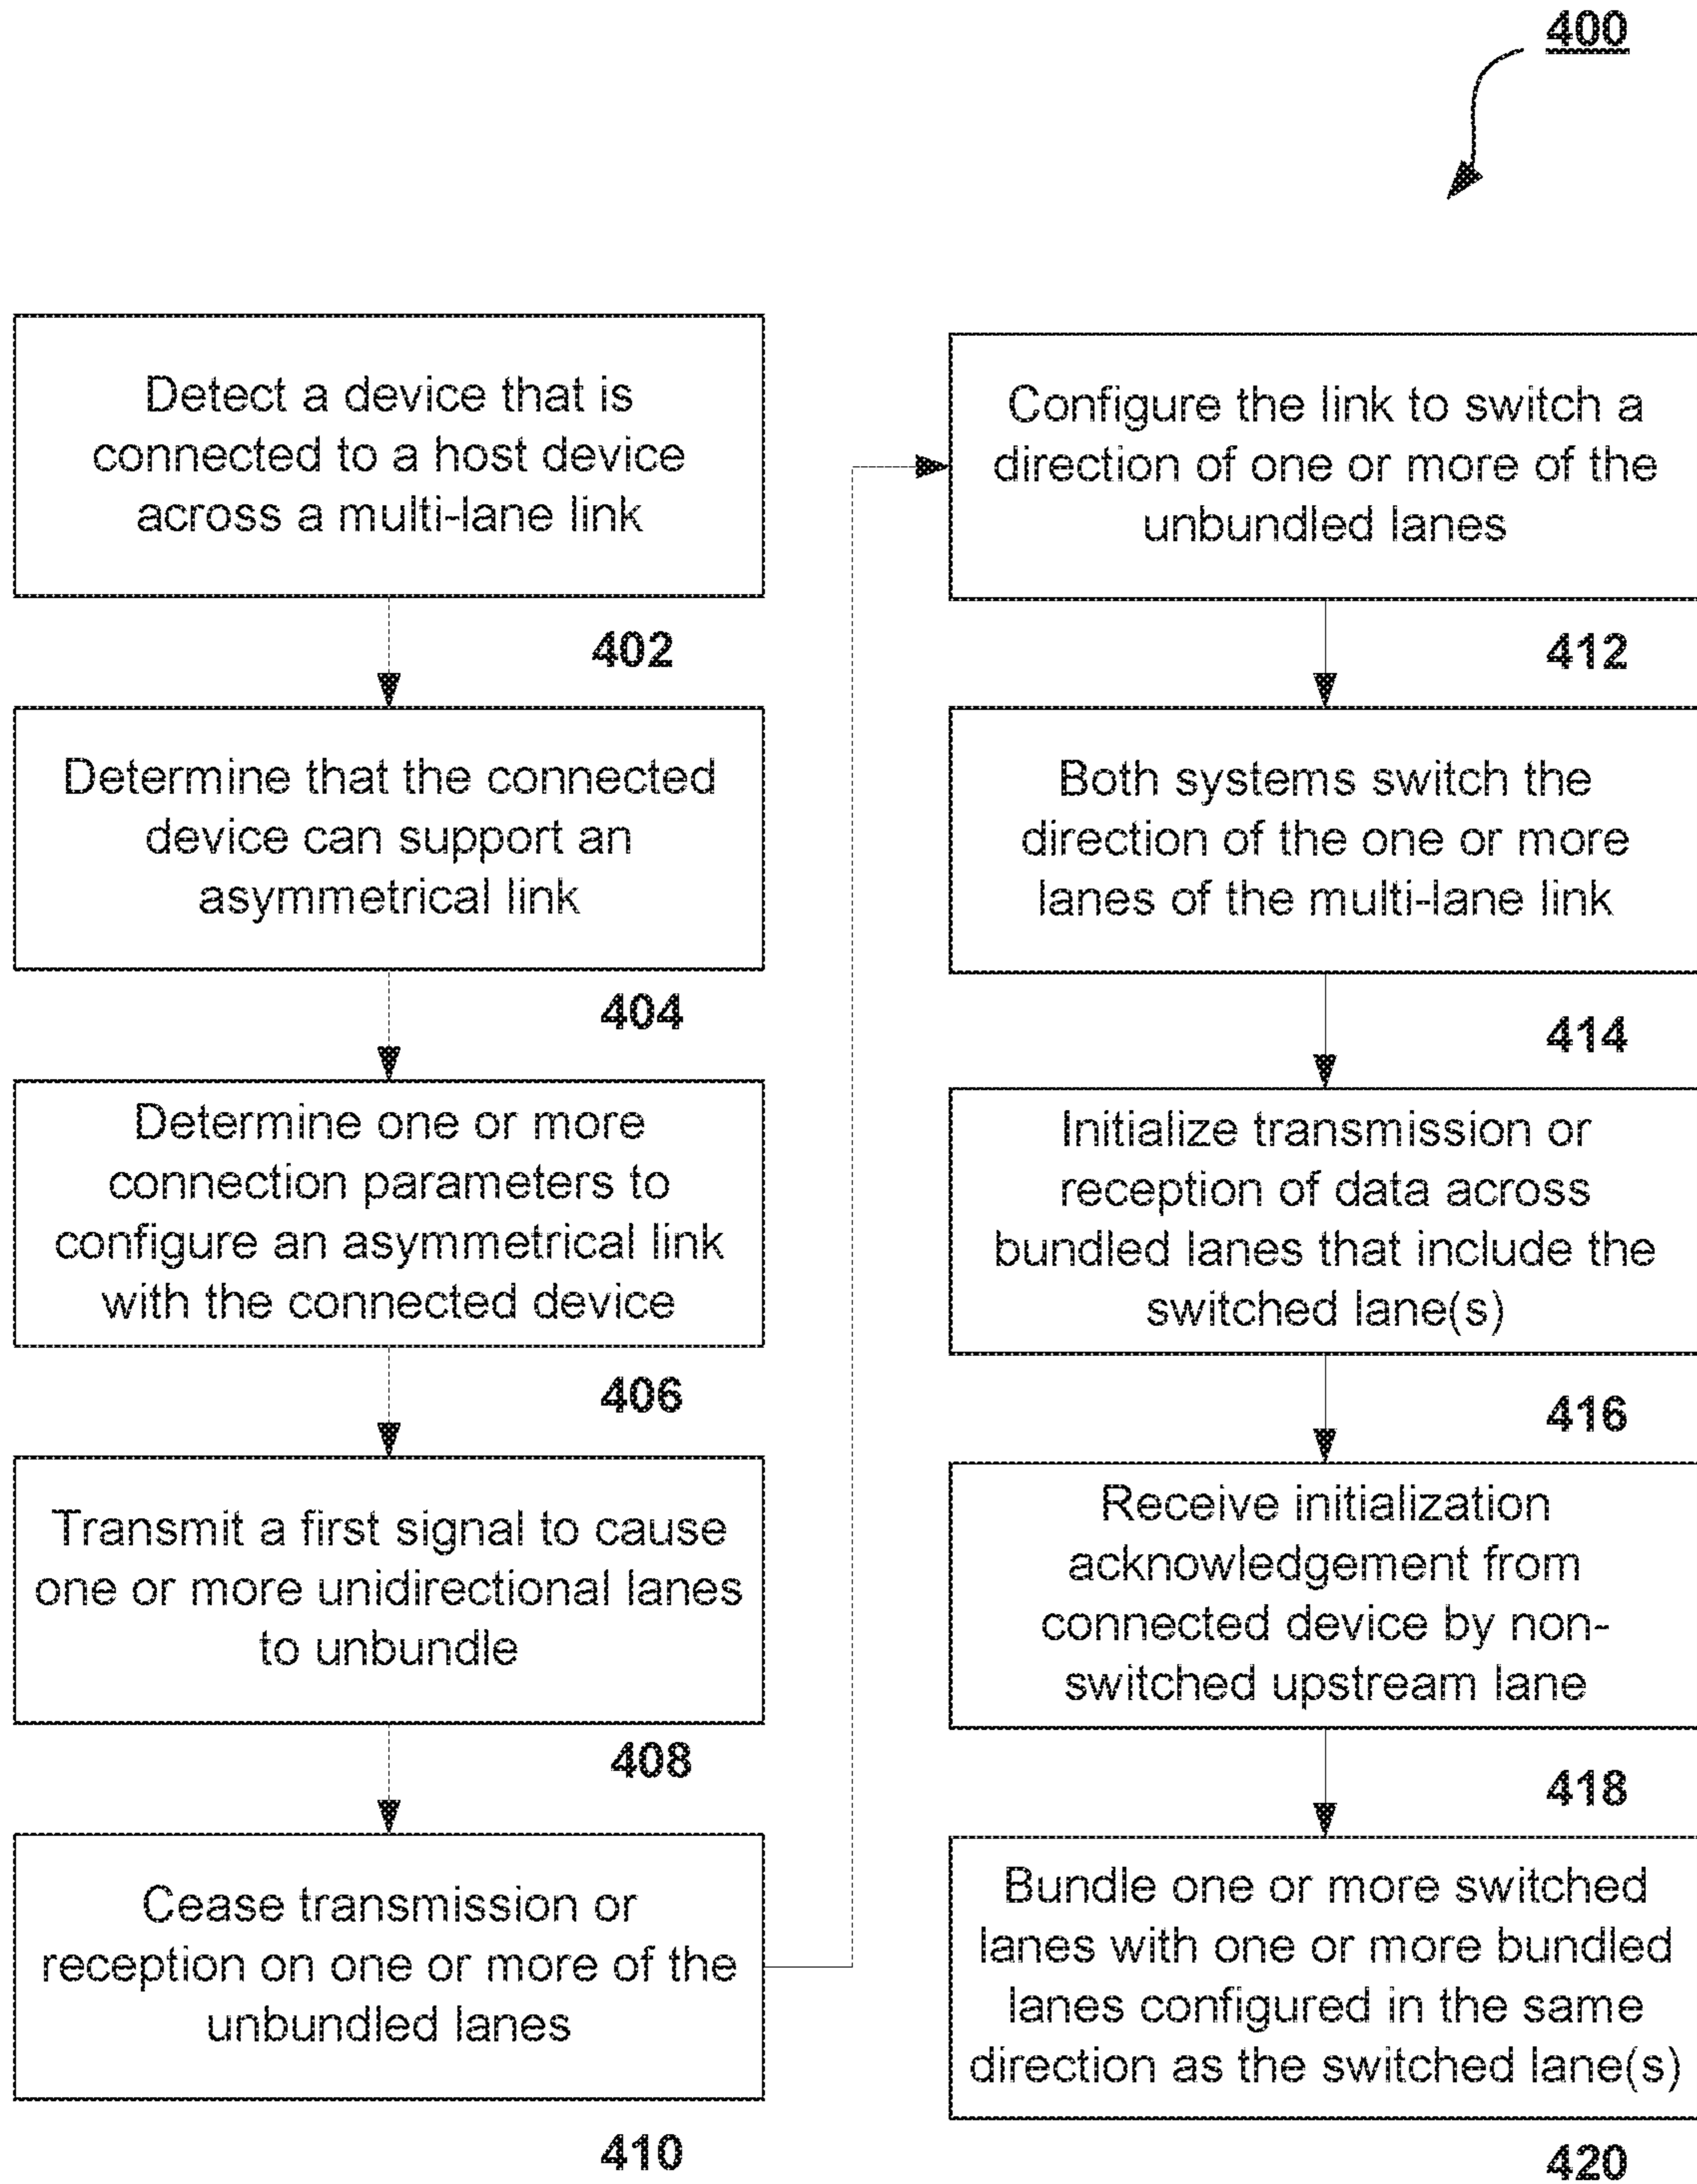 400
Detect a device that is
connected to a host device
across a multi-lane link
402
Determine that the connected
device can support an
asymmetrical link
404
Determine one or more
connection parameters to
configure an asymmetrical link
with the connected device
406
Transmit a first signal to cause
one or more unidirectional lanes
to unbundle
408
Cease transmission or
reception on one or more of the
unbundled lanes
410
Configure the link to switch a
direction of one or more of the
unbundled lanes
412
Both systems switch the
direction of the one or more
lanes of the multi-lane link
414
Initialize transmission or
reception of data across
bundled lanes that include the
switched lane(s)
416
Receive initialization
acknowledgement from
connected device by non-
switched upstream lane
418
Bundle one or more switched
lanes with one or more bundled
lanes configured in the same
direction as the switched lane(s)
420